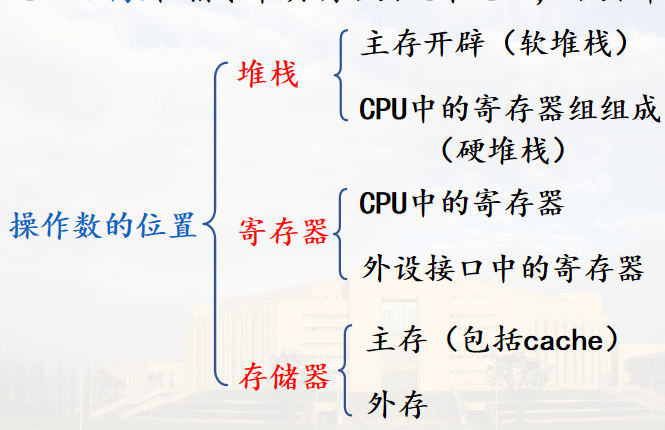 堆栈
主存开辟（软堆栈）
CPU中的寄存器组组成
（硬堆栈）
操作数的位置
寄存器
CPU中的寄存器
外设接口中的寄存器
存储器
主存（包括cache）
外存